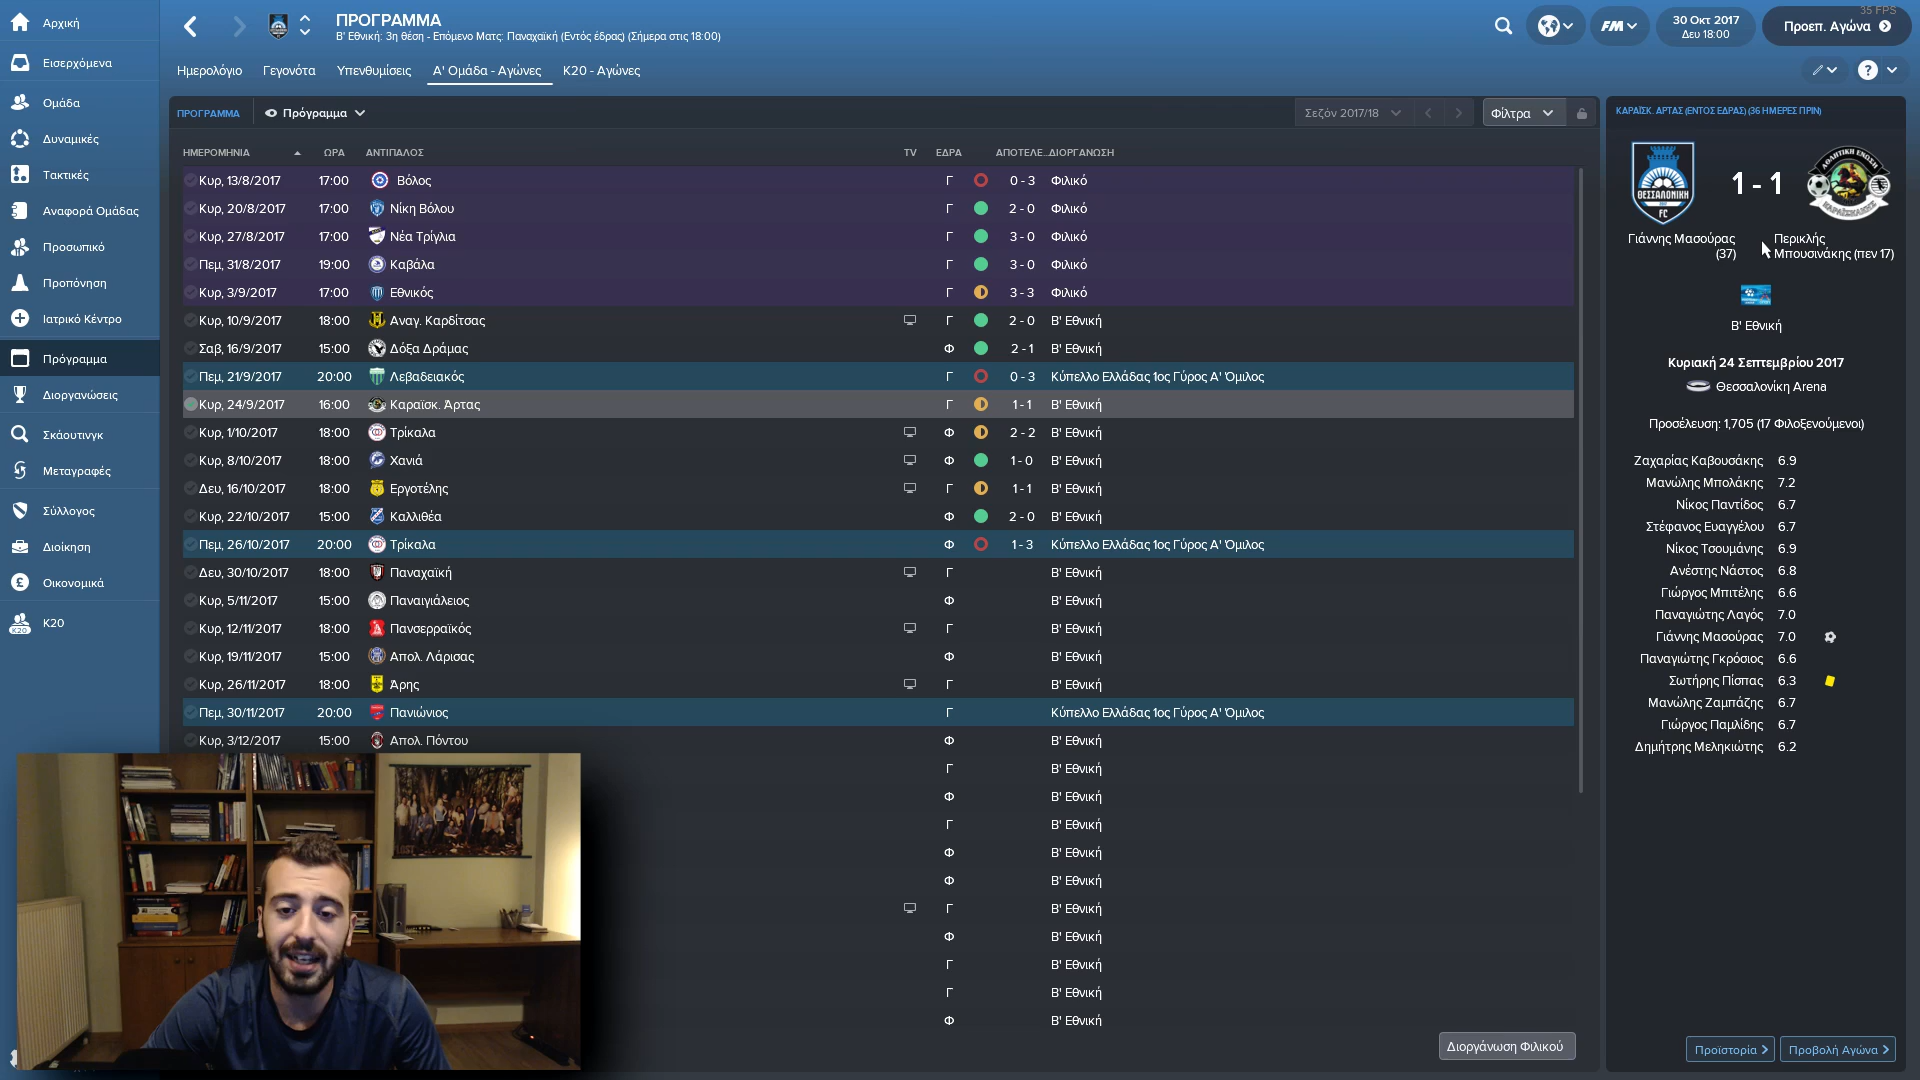 35 FPS
Αρχική
Εισερχόμενα
Ομάδα
Δυναμικές
Τακτικές
Αναφορά Ομάδας
Προσωπικό
Προπόνηση
Ιατρικό Κέντρο
Πρόγραμμα
Διοργανώσεις
Σκάουτινγκ
Μεταγραφές
Σύλλογος
Διοίκηση
Οικονομικά
K20 K20
ΠΡΟΓΡΑΜΜΑ
Β' Εθνική: 3η θέση - Επόμενο Ματς: Παναχαϊκή (Εντός έδρας) (Σήμερα στις 18:00)
FM
30 Οκτ 2017
Δευ 18:00
Προεπ. Αγώνα
Ημερολόγιο Γεγονότα Υπενθυμίσεις Α' Ομάδα - Αγώνες Κ20 - Αγώνες
?
ΠΡΟΓΡΑΜΜΑ Πρόγραμμα Σεζόν 2017/18 Φίλτρα
ΗΜΕΡΟΜΗΝΙΑ ΩΡΑ ΑΝΤΙΠΑΛΟΣ TV ΕΔΡΑ ΑΠΟΤΕΛΕ... ΔΙΟΡΓΑΝΩΣΗ
Κυρ, 13/8/2017 17:00 Βόλος Γ 0 - 3 Φιλικό
Κυρ, 20/8/2017 17:00 Νίκη Βόλου Γ 2 - 0 Φιλικό
Κυρ, 27/8/2017 17:00 Νέα Τρίγλια Γ 3 - 0 Φιλικό
Πεμ, 31/8/2017 19:00 Καβάλα Γ 3 - 0 Φιλικό
Κυρ, 3/9/2017 17:00 Εθνικός Γ 3 - 3 Φιλικό
Κυρ, 10/9/2017 18:00 Αναγ. Καρδίτσας Γ 2 - 0 Β' Εθνική
Σαβ, 16/9/2017 15:00 Δόξα Δράμας Φ 2 - 1 Β' Εθνική
Πεμ, 21/9/2017 20:00 Λεβαδειακός Γ 0 - 3 Κύπελλο Ελλάδας 1ος Γύρος Α' Όμιλος
Κυρ, 24/9/2017 16:00 Καραϊσκ. Άρτας Γ 1 - 1 Β' Εθνική
Κυρ, 1/10/2017 18:00 Τρίκαλα Φ 2 - 2 Β' Εθνική
Κυρ, 8/10/2017 18:00 Χανιά Φ 1 - 0 Β' Εθνική
Δευ, 16/10/2017 18:00 Εργοτέλης Γ 1 - 1 Β' Εθνική
Κυρ, 22/10/2017 15:00 Καλλιθέα Φ 2 - 0 Β' Εθνική
Πεμ, 26/10/2017 20:00 Τρίκαλα Φ 1 - 3 Κύπελλο Ελλάδας 1ος Γύρος Α' Όμιλος
Δευ, 30/10/2017 18:00 Παναχαϊκή Γ Β' Εθνική
Κυρ, 5/11/2017 15:00 Παναιγιάλειος Φ Β' Εθνική
Κυρ, 12/11/2017 18:00 Πανσερραϊκός Γ Β' Εθνική
Κυρ, 19/11/2017 15:00 Απολ. Λάρισας Φ Β' Εθνική
Κυρ, 26/11/2017 18:00 Άρης Γ Β' Εθνική
Πεμ, 30/11/2017 20:00 Πανιώνιος Γ Κύπελλο Ελλάδας 1ος Γύρος Α' Όμιλος
Κυρ, 3/12/2017 15:00 Απολ. Πόντου Φ Β' Εθνική
Γ Β' Εθνική
Φ Β' Εθνική
Γ Β' Εθνική
Φ Β' Εθνική
Φ Β' Εθνική
Γ Β' Εθνική
Φ Β' Εθνική
Γ Β' Εθνική
Γ Β' Εθνική
Φ Β' Εθνική
Διοργάνωση Φιλικού
LOST
ΚΑΡΑΪΣΚ. ΑΡΤΑΣ (ΕΝΤΟΣ ΕΔΡΑΣ) (36 ΗΜΕΡΕΣ ΠΡΙΝ)
ΘΕΣΣΑΛΟΝΙΚΗ
FC
1 - 1
ΑΘΛΗΤΙΚΗ ΕΝΩΣΗ
ΚΑΡΑΪΣΚΑΚΗΣ
Γιάννης Μασούρας
(37)
Περικλής
Μπουσινάκης (πεν 17)
Β' Εθνική
Κυριακή 24 Σεπτεμβρίου 2017
Θεσσαλονίκη Arena
Προσέλευση: 1,705 (17 Φιλοξενούμενοι)
Ζαχαρίας Καβουσάκης 6.9
Μανώλης Μπολάκης 7.2
Νίκος Παντίδος 6.7
Στέφανος Ευαγγέλου 6.7
Νίκος Τσουμάνης 6.9
Ανέστης Νάστος 6.8
Γιώργος Μπιτέλης 6.6
Παναγιώτης Λαγός 7.0
Γιάννης Μασούρας 7.0
Παναγιώτης Γκρόσιος 6.6
Σωτήρης Πίσπας 6.3
Μανώλης Ζαμπάζης 6.7
Γιώργος Παμλίδης 6.7
Δημήτρης Μεληκιώτης 6.2
Προϊστορία
Προβολή Αγώνα